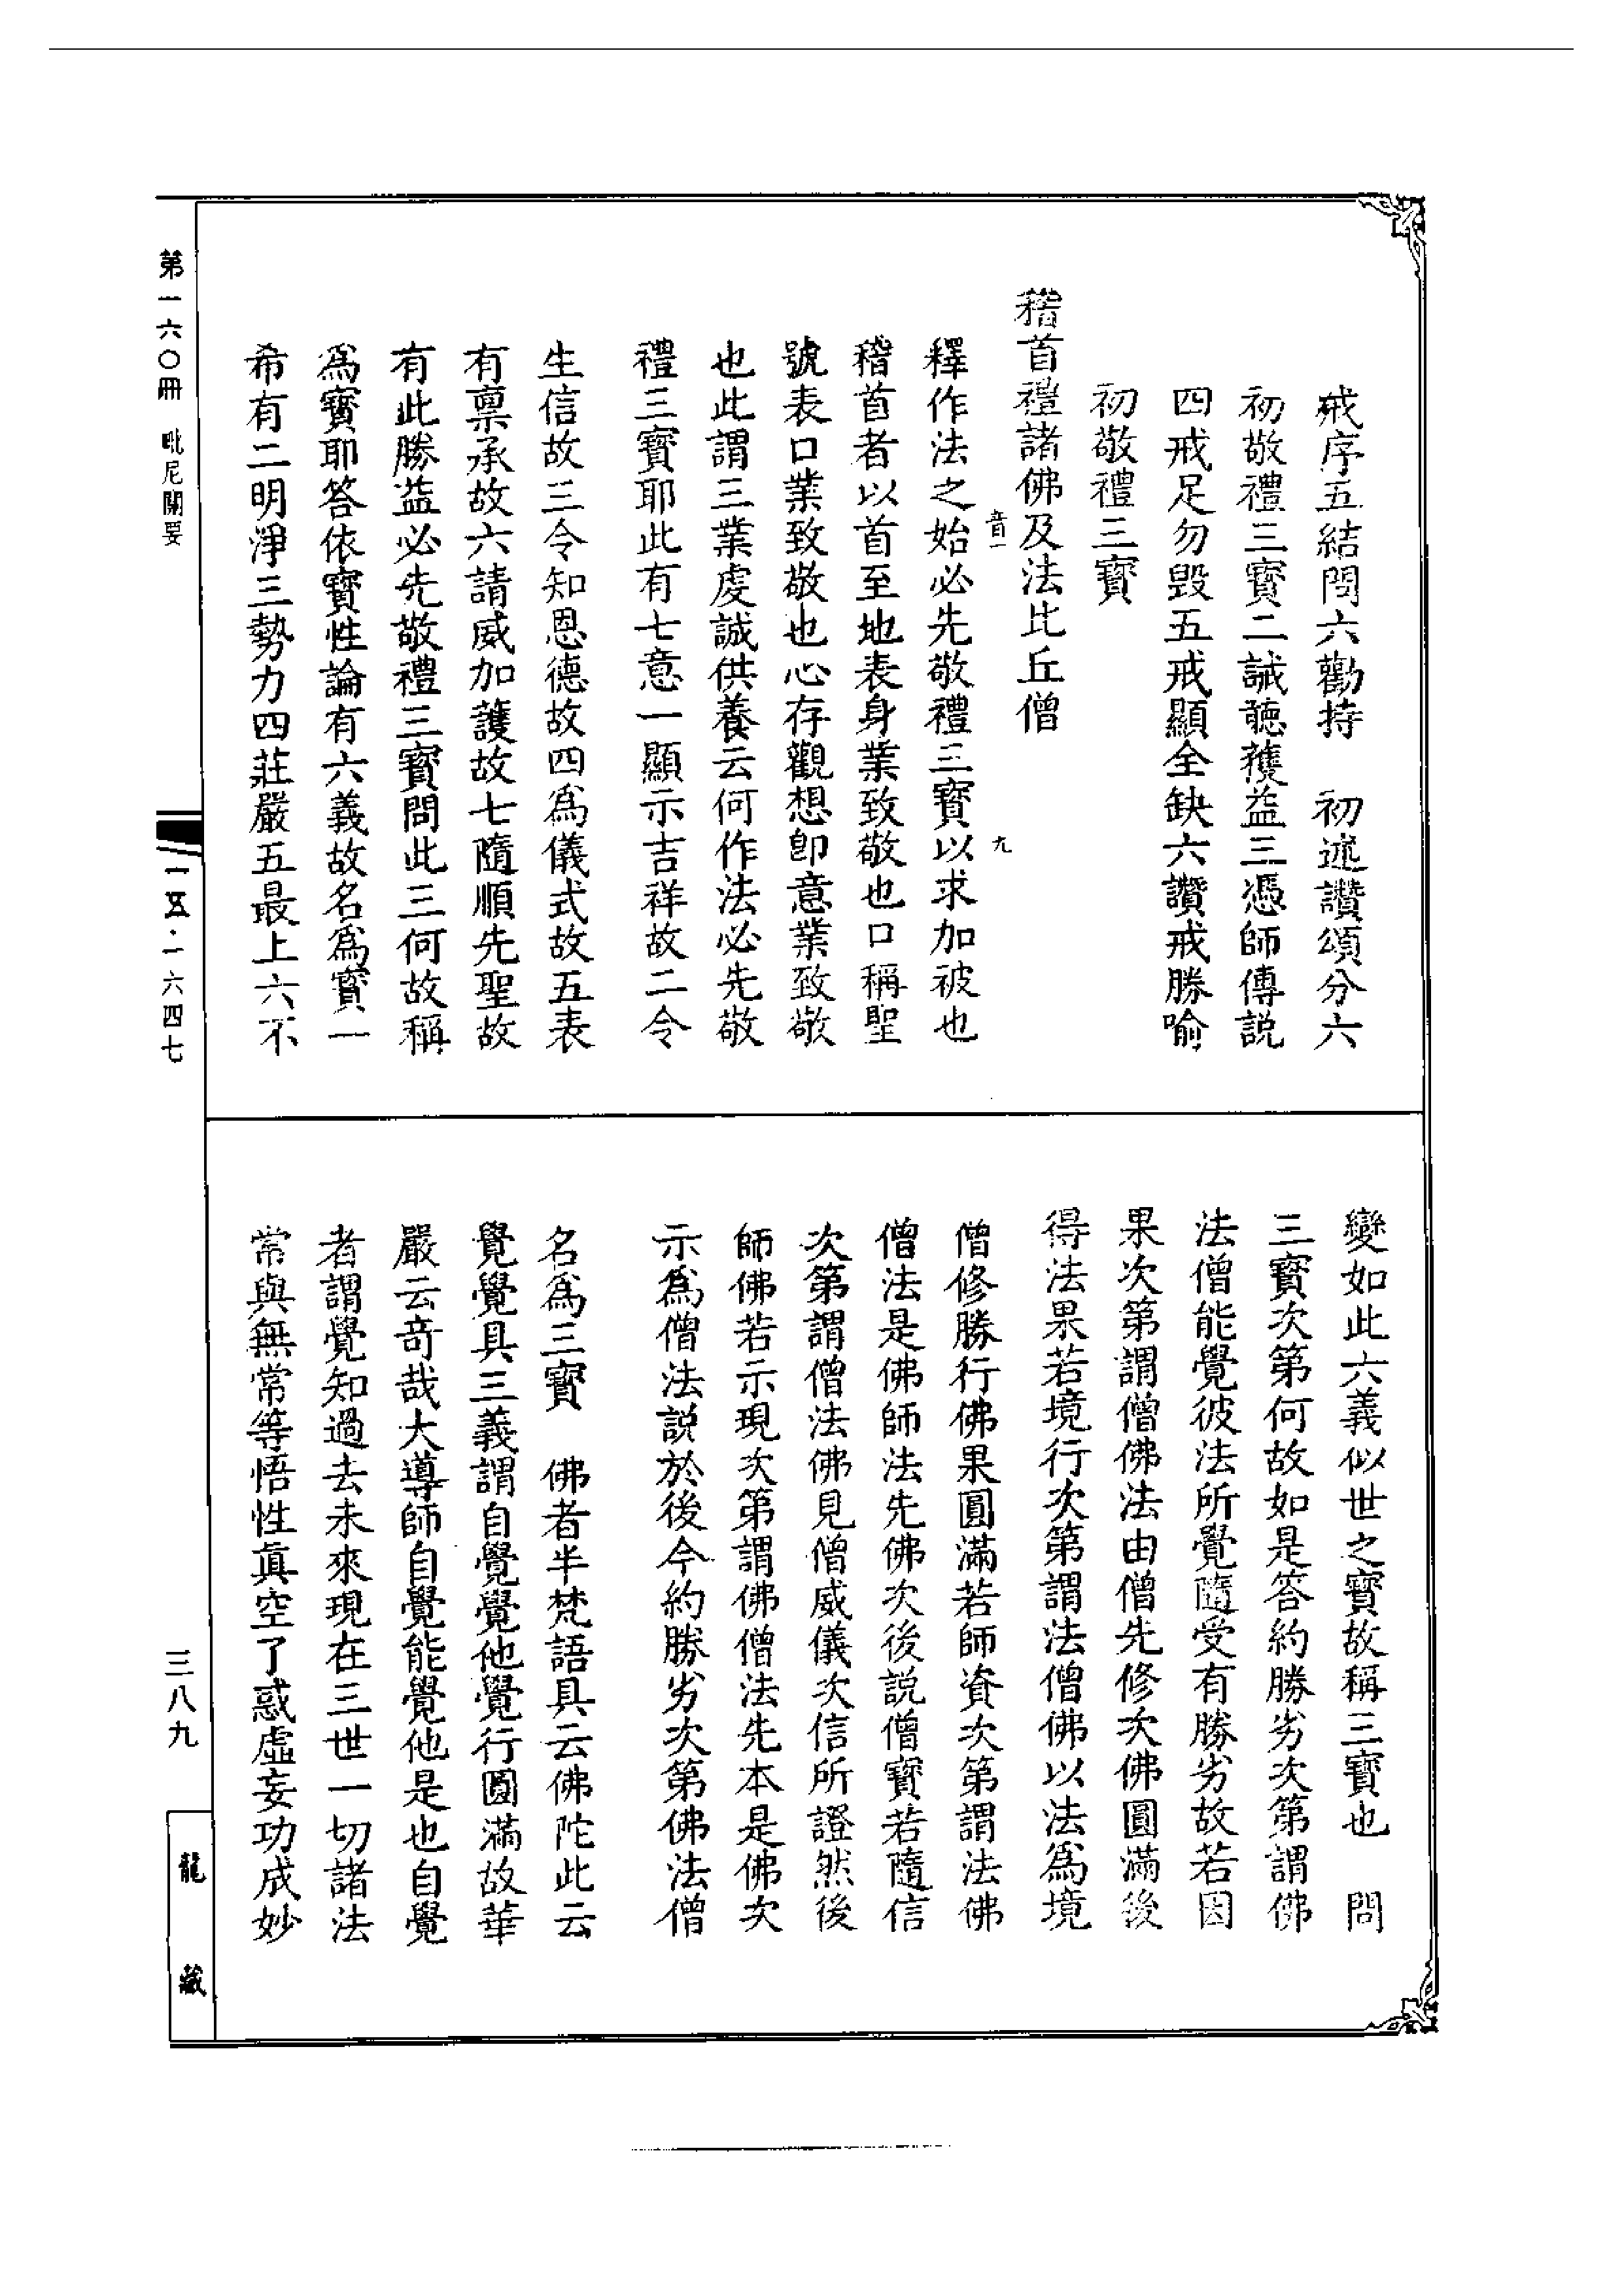 戒序五結問六勸持　初述讚頌分六
初敬禮三寶二誡聽獲益三憑師傳説
四戒足勿毀五戒顯全缺六讚戒勝喻
初敬禮三寶
稽首禮諸佛及法比丘僧
音一　九
釋作法之始必先敬禮三寶以求加被也
稽首者以首至地表身業致敬也口稱聖
號表口業致敬也心存觀想卽意業致敬
也此謂三業虔誠供養云何作法必先敬
禮三寶耶此有七意一顯示吉祥故二令
生信故三令知恩德故四爲儀式故五表
有稟承故六請威加護故七隨順先聖故
有此勝益必先敬禮三寶問此三何故稱
爲寶耶答依寶性論有六義故名爲寶一
希有二明淨三勢力四莊嚴五最上六不
變如此六義似世之寶故稱三寶也　問
三寶次第何故如是答約勝劣次第謂佛
法僧能覺彼法所覺隨受有勝劣故若因
果次第謂僧佛法由僧先修次佛圓滿後
得法果若境行次第謂法僧佛以法爲境
僧修勝行佛果圓滿若師資次第謂法佛
僧法是佛師法先佛次後説僧寶若隨信
次第謂僧法佛見僧威儀次信所證然後
師佛若示現次第謂佛僧法先本是佛次
示爲僧法説於後今約勝劣次第佛法僧
名爲三寶　佛者半梵語具云佛陀此云
覺覺具三義謂自覺覺他覺行圓滿故華
嚴云奇哉大導師自覺能覺他是也自覺
者謂覺知過去未來現在三世一切諸法
常與無常等悟性眞空了惑虛妄功成妙
第一六〇冊　毗尼關要
一五·一六四七
三八九
龍藏